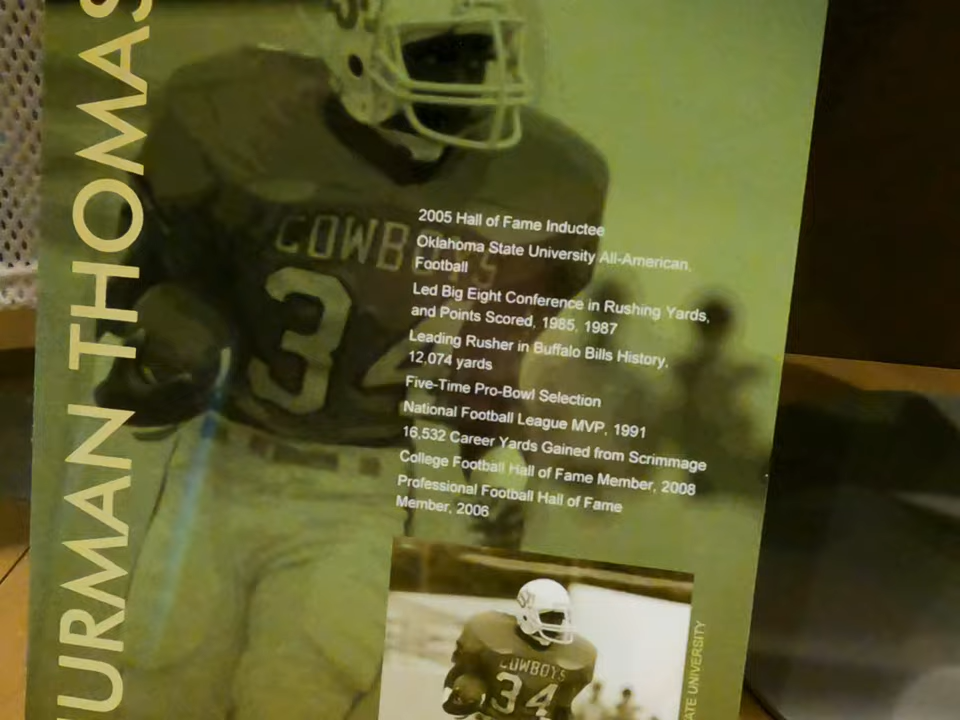 URMAN THOMAS
2005 Hall of Fame Inductee
Oklahoma State University All-American,
Football
Led Big Eight Conference in Rushing Yards,
and Points Scored, 1985, 1987
Leading Rusher in Buffalo Bills History,
12,074 yards
Five-Time Pro-Bowl Selection
National Football League MVP, 1991
16,532 Career Yards Gained from Scrimmage
College Football Hall of Fame Member, 2008
Professional Football Hall of Fame
Member, 2006
COWBOYS
34
COWBOYS
34
ATE UNIVERSITY